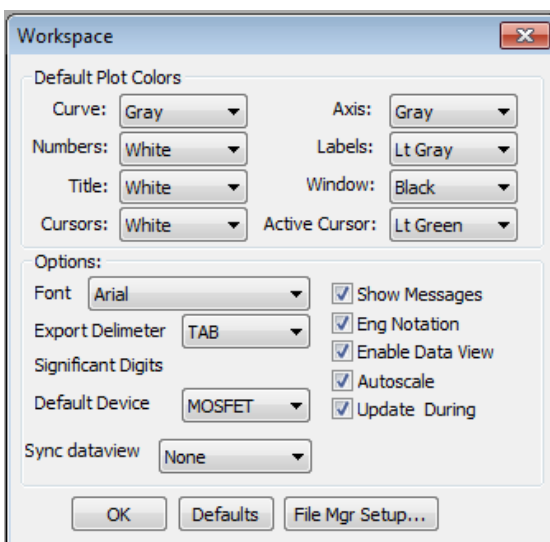 Workspace
Default Plot Colors
Curve: Gray Axis: Gray
Numbers: White Labels: Lt Gray
Title: White Window: Black
Cursors: White Active Cursor: Lt Green
Options:
Font Arial Show Messages
Export Delimeter TAB Eng Notation
Significant Digits Enable Data View
Autoscale
Default Device MOSFET Update During
Sync dataview None
OK Defaults File Mgr Setup...